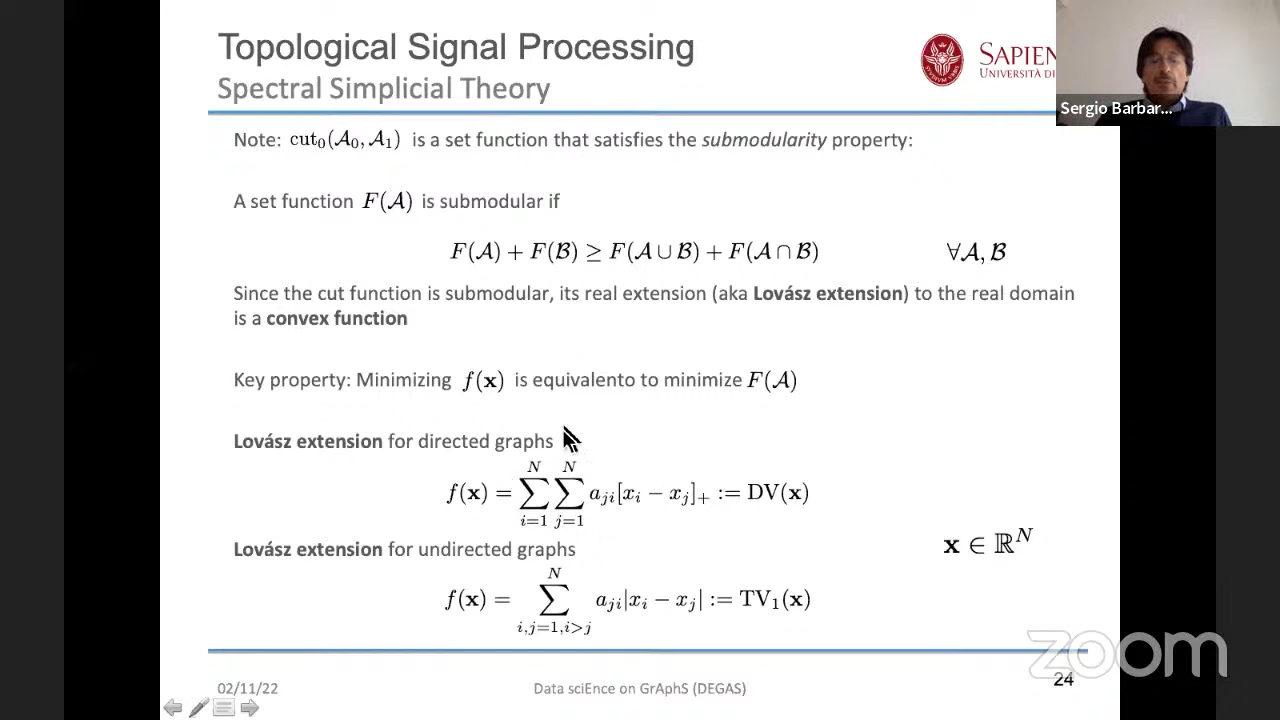 Topological Signal Processing
Spectral Simplicial Theory
SAPIEN
UNIVERSITÀ DI
Sergio Barbar...
Note: cut₀(𝒜₀, 𝒜₁) is a set function that satisfies the submodularity property:
A set function F(𝒜) is submodular if
F(𝒜) + F(ℬ) ≥ F(𝒜 ∪ ℬ) + F(𝒜 ∩ ℬ) ∀𝒜, ℬ
Since the cut function is submodular, its real extension (aka Lovász extension) to the real domain
is a convex function
Key property: Minimizing f(𝐱) is equivalento to minimize F(𝒜)
Lovász extension for directed graphs
f(𝐱) = ∑_{i=1}^{N} ∑_{j=1}^{N} a_{ji}[x_i − x_j]_+ := DV(𝐱)
𝐱 ∈ ℝ^N
Lovász extension for undirected graphs
f(𝐱) = ∑_{i,j=1,i>j}^{N} a_{ji}|x_i − x_j| := TV₁(𝐱)
zoom
02/11/22
Data sciEnce on GrAphS (DEGAS)
24